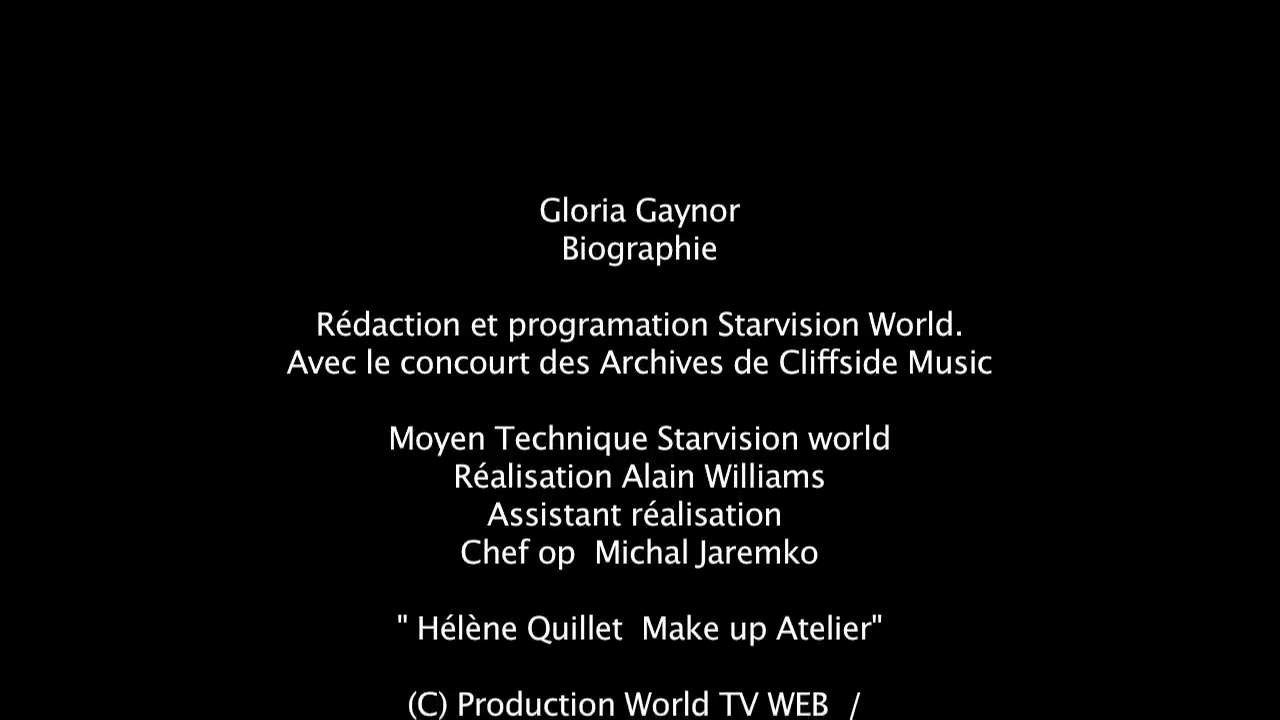 Gloria Gaynor
Biographie
Rédaction et programation Starvision World.
Avec le concourt des Archives de Cliffside Music
Moyen Technique Starvision world
Réalisation Alain Williams
Assistant réalisation
Chef op  Michal Jaremko
" Hélène Quillet  Make up Atelier"
(C) Production World TV WEB  /